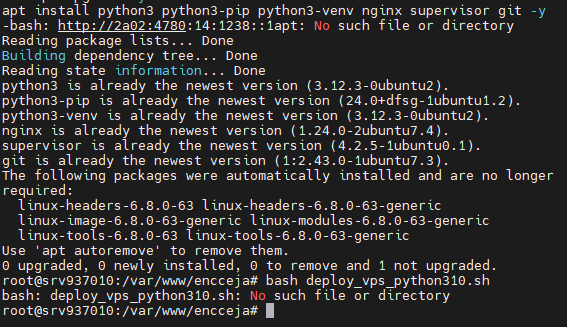 apt install python3 python3-pip python3-venv nginx supervisor git -y
-bash: http://2a02:4780:14:1238::1apt: No such file or directory
Reading package lists... Done
Building dependency tree... Done
Reading state information... Done
python3 is already the newest version (3.12.3-0ubuntu2).
python3-pip is already the newest version (24.0+dfsg-1ubuntu1.2).
python3-venv is already the newest version (3.12.3-0ubuntu2).
nginx is already the newest version (1.24.0-2ubuntu7.4).
supervisor is already the newest version (4.2.5-1ubuntu0.1).
git is already the newest version (1:2.43.0-1ubuntu7.3).
The following packages were automatically installed and are no longer
required:
  linux-headers-6.8.0-63 linux-headers-6.8.0-63-generic
  linux-image-6.8.0-63-generic linux-modules-6.8.0-63-generic
  linux-tools-6.8.0-63 linux-tools-6.8.0-63-generic
Use 'apt autoremove' to remove them.
0 upgraded, 0 newly installed, 0 to remove and 1 not upgraded.
root@srv937010:/var/www/encceja# bash deploy_vps_python310.sh
bash: deploy_vps_python310.sh: No such file or directory
root@srv937010:/var/www/encceja#